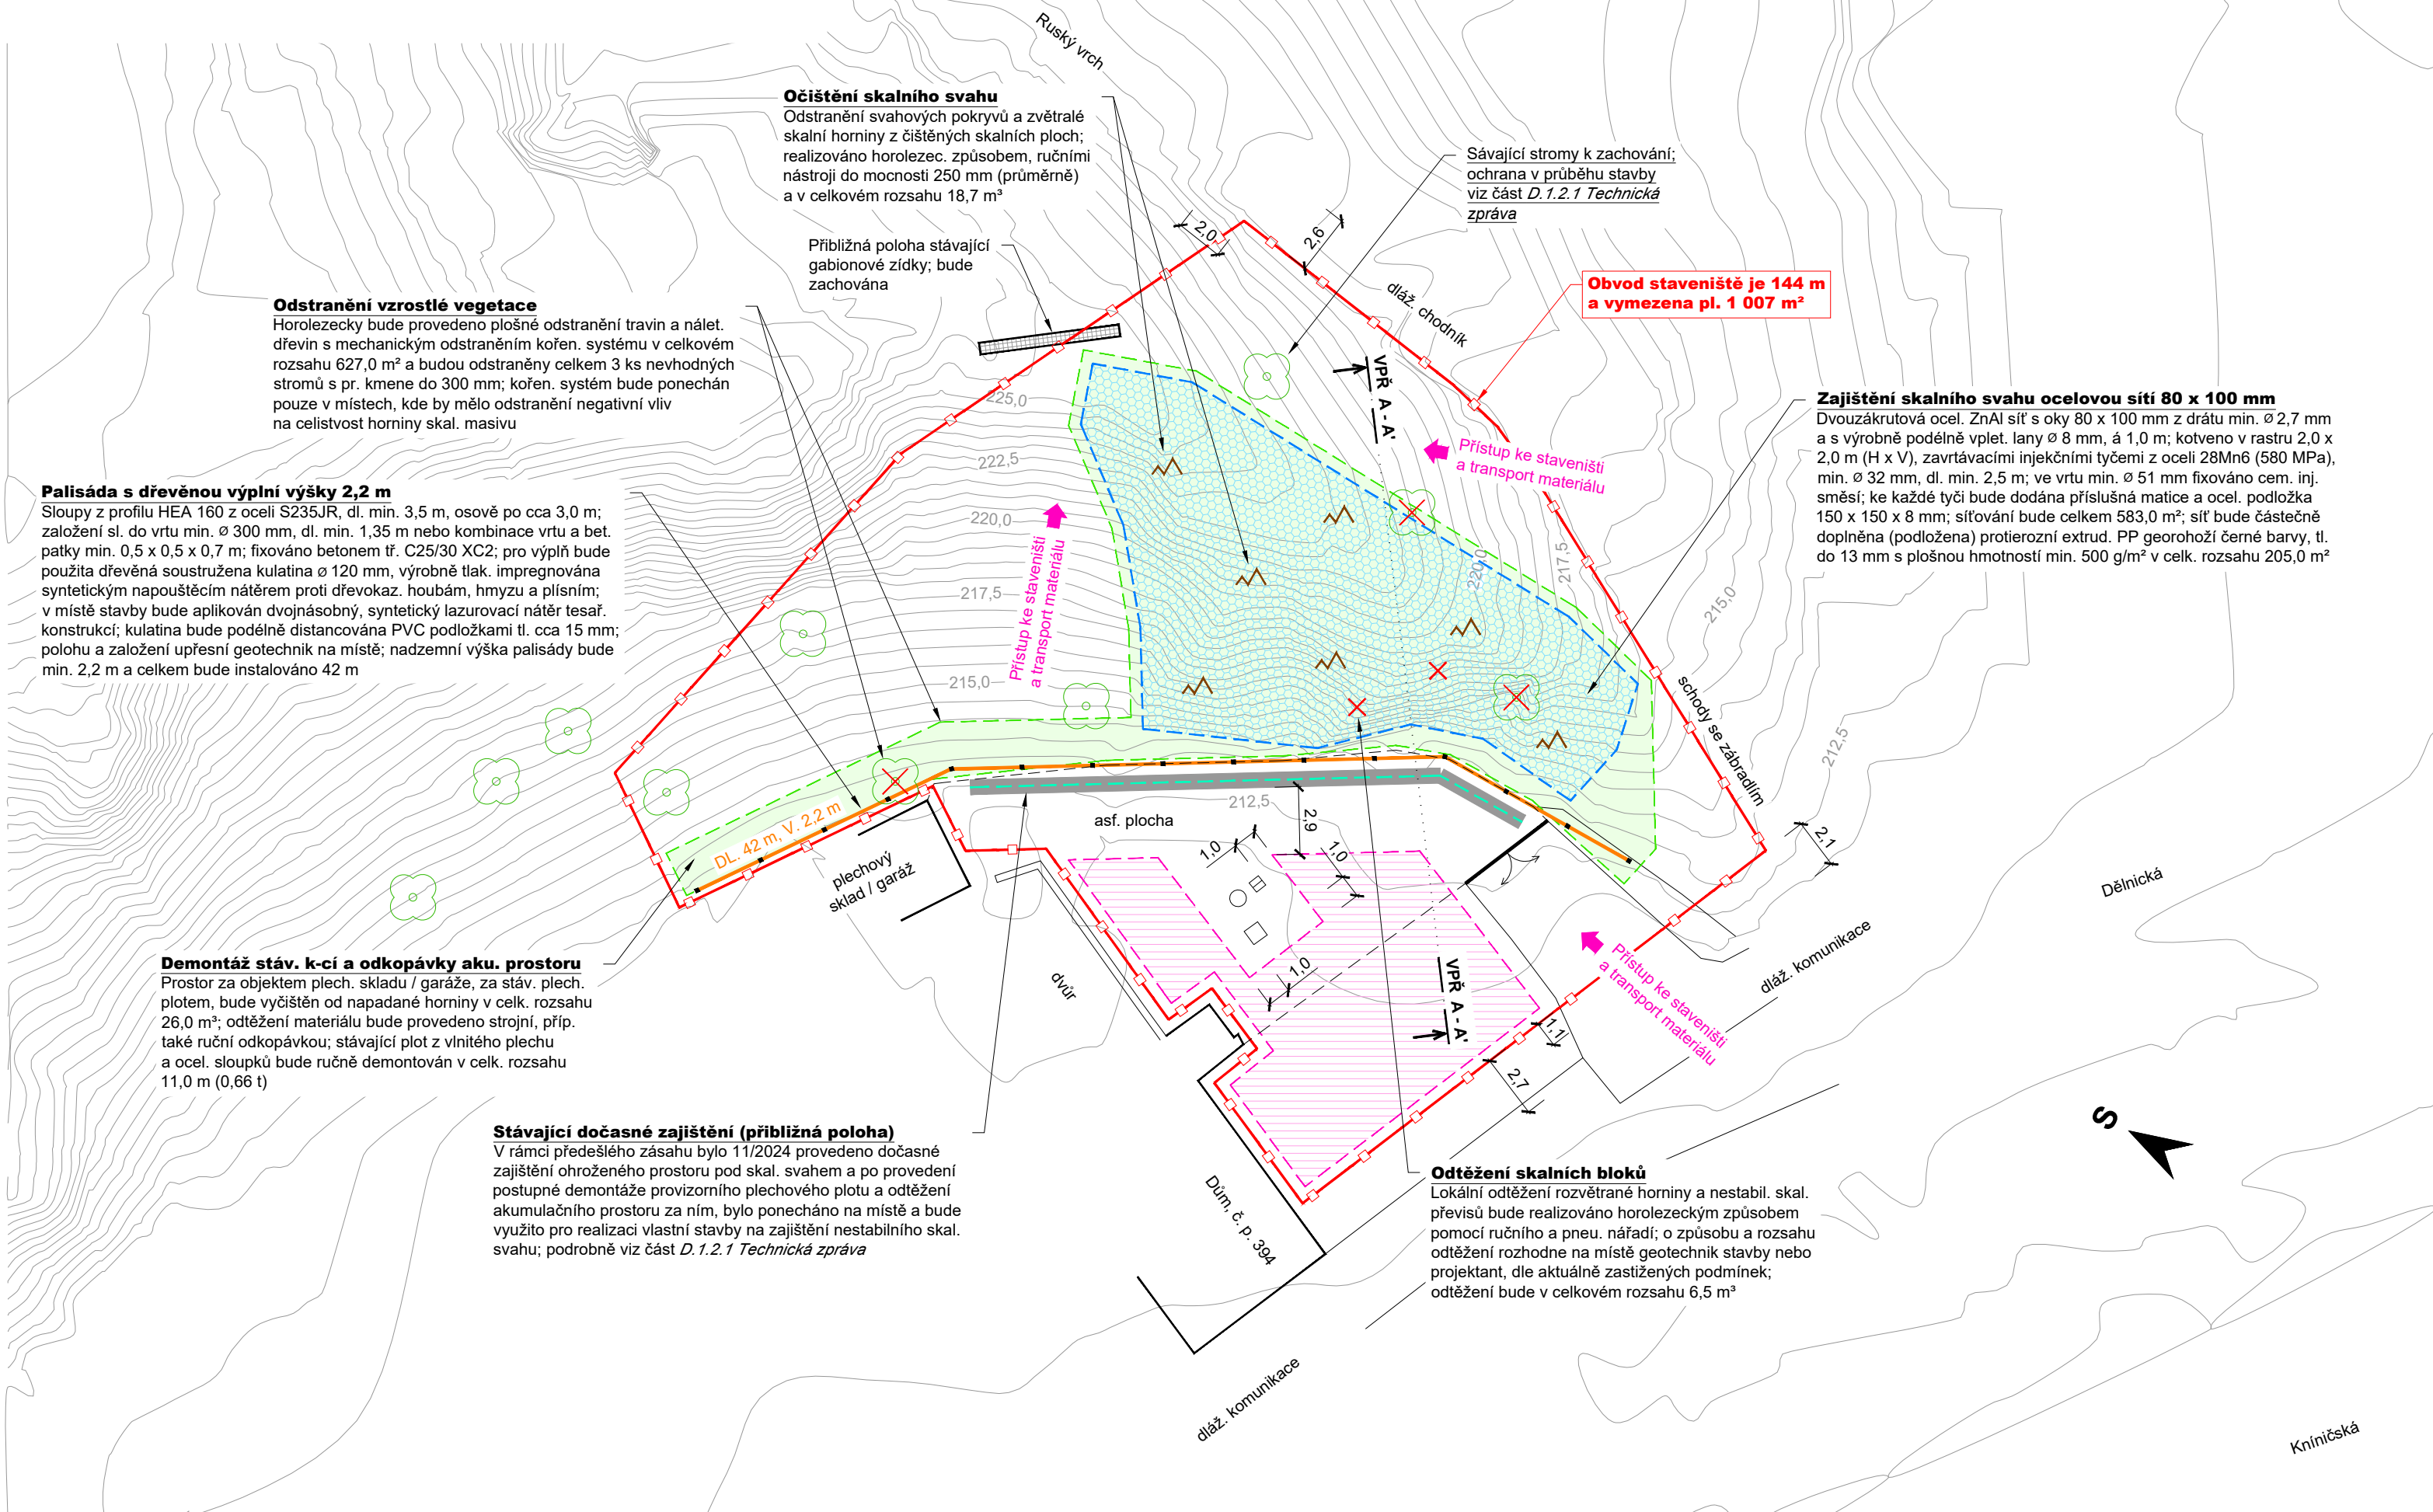 Ruský vrch
Očištění skalního svahu
Odstranění svahových pokryvů a zvětralé
skalní horniny z čištěných skalních ploch;
realizováno horolezec. způsobem, ručními
nástroji do mocnosti 250 mm (průměrně)
a v celkovém rozsahu 18,7 m³
Sávající stromy k zachování;
ochrana v průběhu stavby
viz část D.1.2.1 Technická
zpráva
Přibližná poloha stávající
gabionové zídky; bude
zachována
2,0
2,6
Obvod staveniště je 144 m
a vymezena pl. 1 007 m²
dláž. chodník
Odstranění vzrostlé vegetace
Horolezecky bude provedeno plošné odstranění travin a nálet.
dřevin s mechanickým odstraněním kořen. systému v celkovém
rozsahu 627,0 m² a budou odstraněny celkem 3 ks nevhodných
stromů s pr. kmene do 300 mm; kořen. systém bude ponechán
pouze v místech, kde by mělo odstranění negativní vliv
na celistvost horniny skal. masivu
VPŘ A - A'
225,0
222,5
220,0
217,5
215,0
Přístup ke staveništi
a transport materiálu
Zajištění skalního svahu ocelovou sítí 80 x 100 mm
Dvouzákrutová ocel. ZnAl síť s oky 80 x 100 mm z drátu min. Ø 2,7 mm
a s výrobně podélně vplet. lany Ø 8 mm, á 1,0 m; kotveno v rastru 2,0 x
2,0 m (H x V), zavrtávacími injekčními tyčemi z oceli 28Mn6 (580 MPa),
min. Ø 32 mm, dl. min. 2,5 m; ve vrtu min. Ø 51 mm fixováno cem. inj.
směsí; ke každé tyči bude dodána příslušná matice a ocel. podložka
150 x 150 x 8 mm; síťování bude celkem 583,0 m²; síť bude částečně
doplněna (podložena) protierozní extrud. PP georohoží černé barvy, tl.
do 13 mm s plošnou hmotností min. 500 g/m² v celk. rozsahu 205,0 m²
Palisáda s dřevěnou výplní výšky 2,2 m
Sloupy z profilu HEA 160 z oceli S235JR, dl. min. 3,5 m, osově po cca 3,0 m;
založení sl. do vrtu min. Ø 300 mm, dl. min. 1,35 m nebo kombinace vrtu a bet.
patky min. 0,5 x 0,5 x 0,7 m; fixováno betonem tř. C25/30 XC2; pro výplň bude
použita dřevěná soustružena kulatina Ø 120 mm, výrobně tlak. impregnována
syntetickým napouštěcím nátěrem proti dřevokaz. houbám, hmyzu a plísním;
v místě stavby bude aplikován dvojnásobný, syntetický lazurovací nátěr tesař.
konstrukcí; kulatina bude podélně distancována PVC podložkami tl. cca 15 mm;
polohu a založení upřesní geotechnik na místě; nadzemní výška palisády bude
min. 2,2 m a celkem bude instalováno 42 m
Přístup ke staveništi
a transport materiálu
220,0
217,5
215,0
212,5
schody se zábradlím
DL. 42 m, V. 2,2 m
212,5
asf. plocha
2,9
1,0
1,0
1,0
2,1
plechový
sklad / garáž
Dělnická
dláž. komunikace
Přístup ke staveništi
a transport materiálu
Demontáž stáv. k-cí a odkopávky aku. prostoru
Prostor za objektem plech. skladu / garáže, za stáv. plech.
plotem, bude vyčištěn od napadané horniny v celk. rozsahu
26,0 m³; odtěžení materiálu bude provedeno strojní, příp.
také ruční odkopávkou; stávající plot z vlnitého plechu
a ocel. sloupků bude ručně demontován v celk. rozsahu
11,0 m (0,66 t)
dvůr
VPŘ A - A'
1,1
2,7
S
Stávající dočasné zajištění (přibližná poloha)
V rámci předešlého zásahu bylo 11/2024 provedeno dočasné
zajištění ohroženého prostoru pod skal. svahem a po provedení
postupné demontáže provizorního plechového plotu a odtěžení
akumulačního prostoru za ním, bylo ponecháno na místě a bude
využito pro realizaci vlastní stavby na zajištění nestabilního skal.
svahu; podrobně viz část D.1.2.1 Technická zpráva
Dům, č. p. 394
Odtěžení skalních bloků
Lokální odtěžení rozvětrané horniny a nestabil. skal.
převisů bude realizováno horolezeckým způsobem
pomocí ručního a pneu. nářadí; o způsobu a rozsahu
odtěžení rozhodne na místě geotechnik stavby nebo
projektant, dle aktuálně zastižených podmínek;
odtěžení bude v celkovém rozsahu 6,5 m³
dláž. komunikace
Kníničská